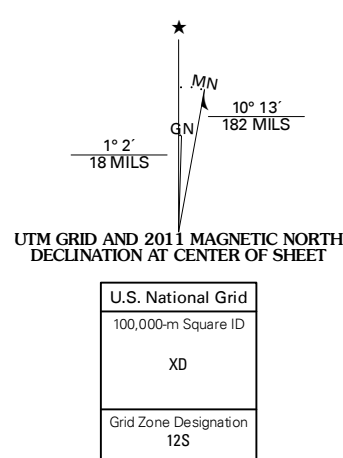 ★
MN
10° 13´
182 MILS
GN
1° 2´
18 MILS
UTM GRID AND 2011 MAGNETIC NORTH
DECLINATION AT CENTER OF SHEET
U.S. National Grid
100,000-m Square ID
XD
Grid Zone Designation
12S